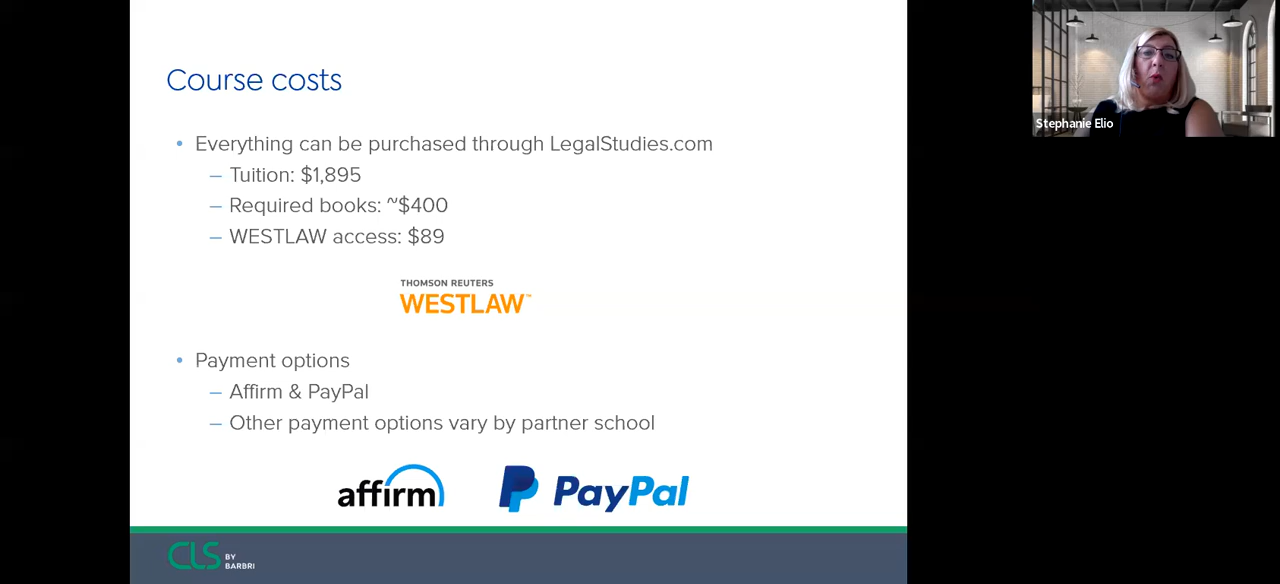 Course costs
Stephanie Elio
• Everything can be purchased through LegalStudies.com
– Tuition: $1,895
– Required books: ~$400
– WESTLAW access: $89
THOMSON REUTERS
WESTLAW™
• Payment options
– Affirm & PayPal
– Other payment options vary by partner school
affirm
PayPal
CLS BY
BARBRI